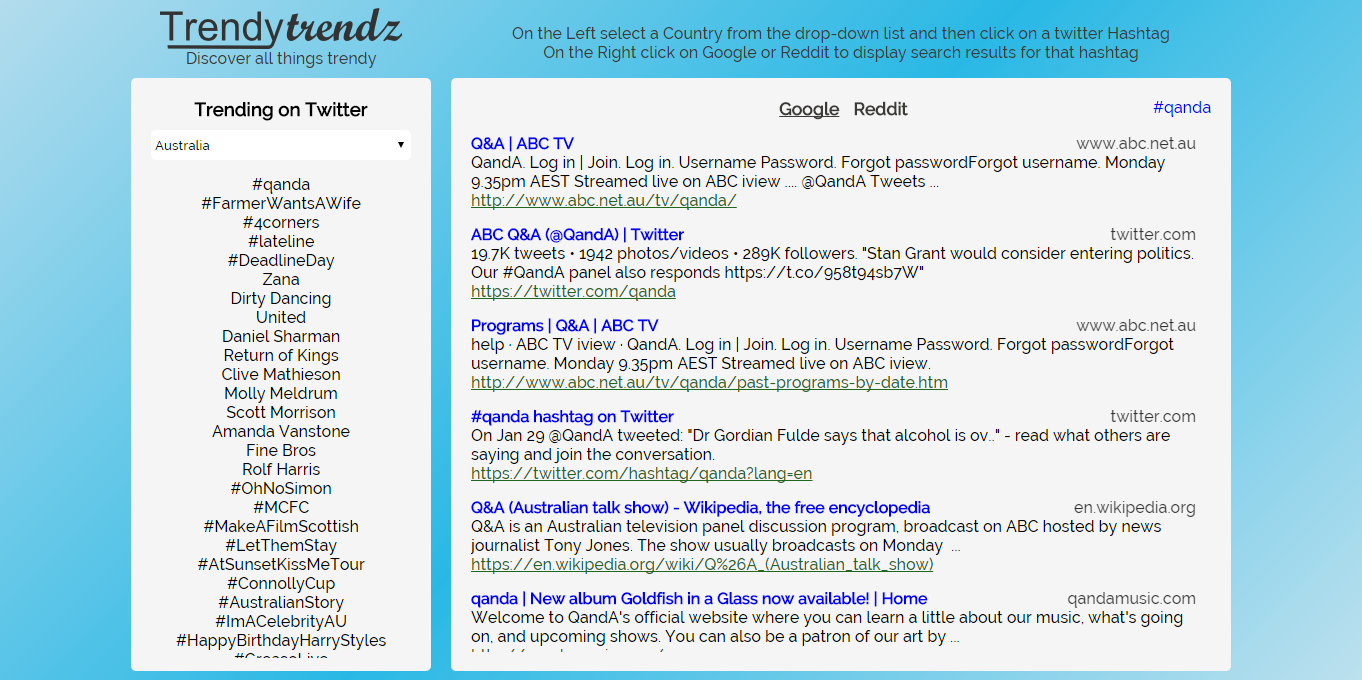 Trendytrendz
Discover all things trendy
On the Left select a Country from the drop-down list and then click on a twitter Hashtag
On the Right click on Google or Reddit to display search results for that hashtag
Trending on Twitter
Australia
#qanda
#FarmerWantsAWife
#4corners
#lateline
#DeadlineDay
Zana
Dirty Dancing
United
Daniel Sharman
Return of Kings
Clive Mathieson
Molly Meldrum
Scott Morrison
Amanda Vanstone
Fine Bros
Rolf Harris
#OhNoSimon
#MCFC
#MakeAFilmScottish
#LetThemStay
#AtSunsetKissMeTour
#ConnollyCup
#AustralianStory
#ImACelebrityAU
#HappyBirthdayHarryStyles
Google Reddit
#qanda
Q&A | ABC TV www.abc.net.au
QandA. Log in | Join. Log in. Username Password. Forgot passwordForgot username. Monday
9.35pm AEST Streamed live on ABC iview .... @QandA Tweets ...
http://www.abc.net.au/tv/qanda/
ABC Q&A (@QandA) | Twitter twitter.com
19.7K tweets • 1942 photos/videos • 289K followers. "Stan Grant would consider entering politics.
Our #QandA panel also responds https://t.co/958t94sb7W"
https://twitter.com/qanda
Programs | Q&A | ABC TV www.abc.net.au
help · ABC TV iview · QandA. Log in | Join. Log in. Username Password. Forgot passwordForgot
username. Monday 9.35pm AEST Streamed live on ABC iview.
http://www.abc.net.au/tv/qanda/past-programs-by-date.htm
#qanda hashtag on Twitter twitter.com
On Jan 29 @QandA tweeted: "Dr Gordian Fulde says that alcohol is ov.." - read what others are
saying and join the conversation.
https://twitter.com/hashtag/qanda?lang=en
Q&A (Australian talk show) - Wikipedia, the free encyclopedia en.wikipedia.org
Q&A is an Australian television panel discussion program, broadcast on ABC hosted by news
journalist Tony Jones. The show usually broadcasts on Monday ...
https://en.wikipedia.org/wiki/Q%26A_(Australian_talk_show)
qanda | New album Goldfish in a Glass now available! | Home qandamusic.com
Welcome to QandA's official website where you can learn a little about our music, what's going
on, and upcoming shows. You can also be a patron of our art by ...